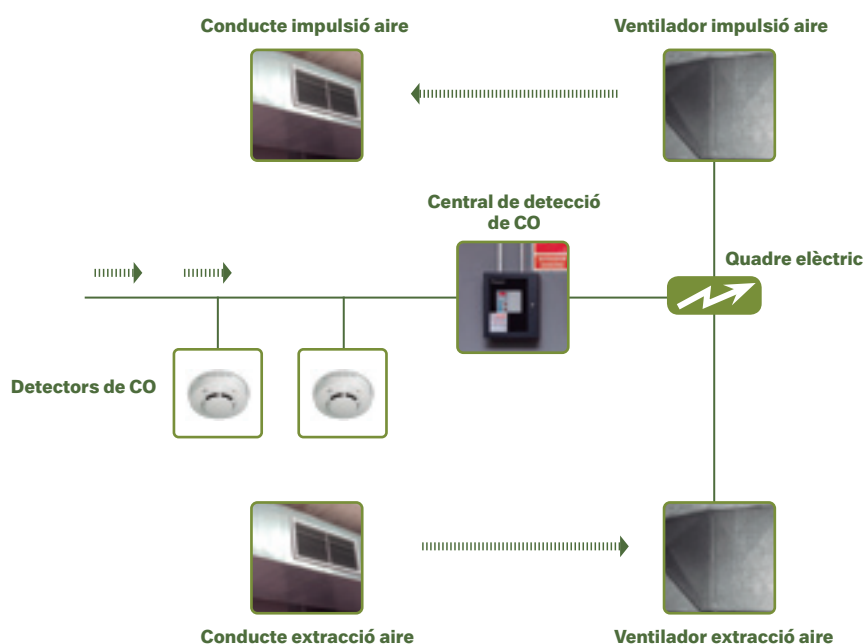 Conducte impulsió aire
Ventilador impulsió aire
Central de detecció
de CO
Quadre elèctric
Detectors de CO
Conducte extracció aire
Ventilador extracció aire